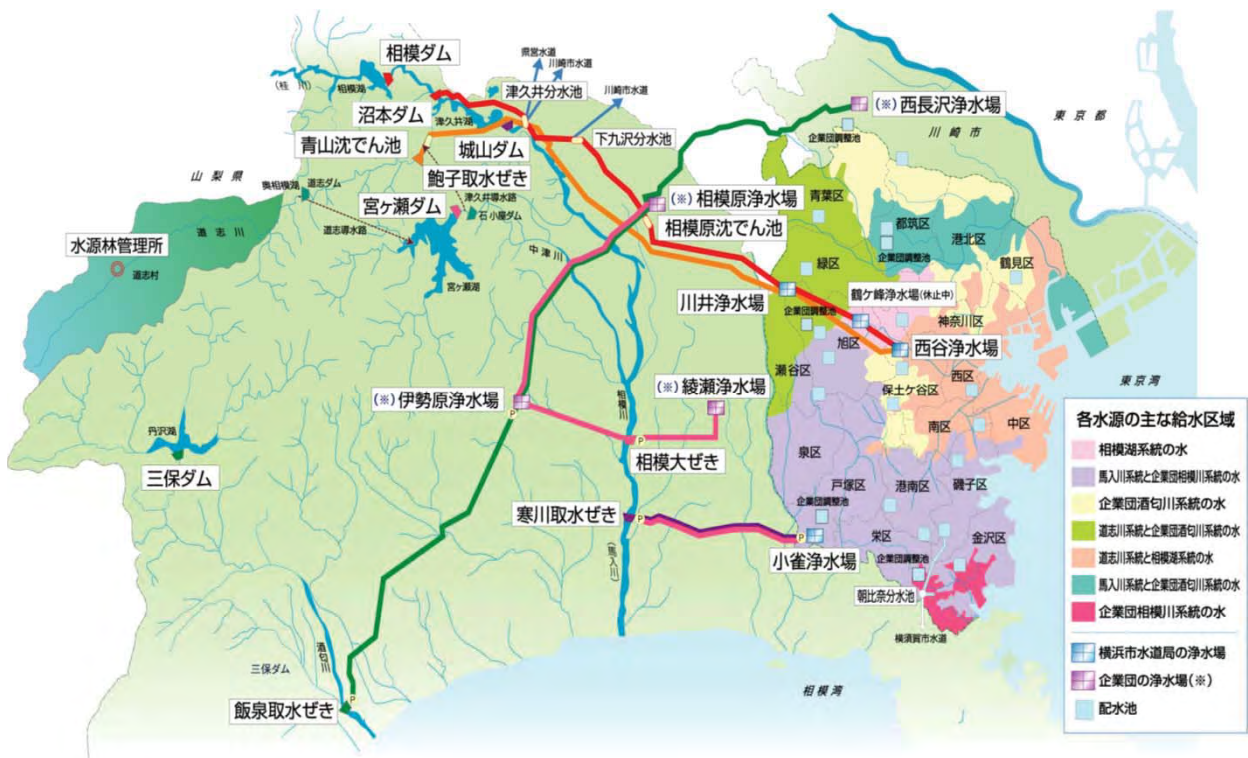 相模ダム
県営水道
川崎市水道
(桂川)
相模湖
津久井分水池
川崎市水道
(※)西長沢浄水場
東京都
沼本ダム
津久井湖
川崎市
企業団調整池
青山沈でん池
城山ダム
下九沢分水池
山梨県
奥相模湖
道志ダム
鮑子取水ぜき
津久井導水路
石小屋ダム
宮ヶ瀬ダム
(※)相模原浄水場
青葉区
都筑区
港北区
道志川
水源林管理所
道志導水路
中津川
相模原沈でん池
企業団調整池
鶴見区
道志村
宮ヶ瀬湖
緑区
川井浄水場
鶴ケ峰浄水場(休止中)
企業団調整池
神奈川区
旭区
西谷浄水場
瀬谷区
西区
東京湾
(※)伊勢原浄水場
P
相模川
(※)綾瀬浄水場
保土ケ谷区
南区
中区
丹沢湖
P
相模大ぜき
泉区
三保ダム
戸塚区
港南区
磯子区
企業団調整池
寒川取水ぜき
P
P
小雀浄水場
栄区
金沢区
企業団調整池
(馬入川)
朝比奈分水池
横須賀市水道
酒匂川
三保ダム
P
飯泉取水ぜき
相模湾
各水源の主な給水区域
相模湖系統の水
馬入川系統と企業団相模川系統の水
企業団酒匂川系統の水
道志川系統と企業団酒匂川系統の水
道志川系統と相模湖系統の水
馬入川系統と企業団酒匂川系統の水
企業団相模川系統の水
横浜市水道局の浄水場
企業団の浄水場(※)
配水池